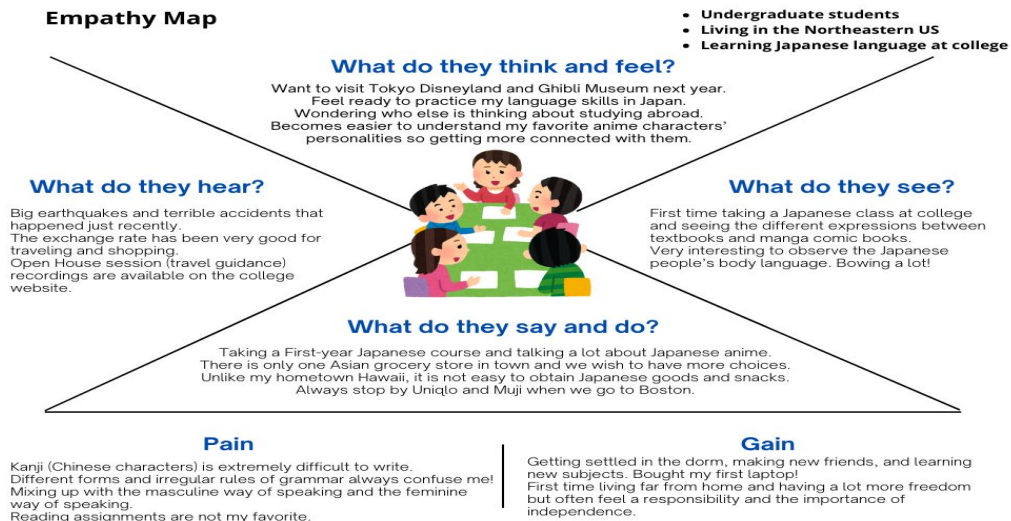 Empathy Map
• Undergraduate students
• Living in the Northeastern US
• Learning Japanese language at college
What do they think and feel?
Want to visit Tokyo Disneyland and Ghibli Museum next year.
Feel ready to practice my language skills in Japan.
Wondering who else is thinking about studying abroad.
Becomes easier to understand my favorite anime characters’
personalities so getting more connected with them.
What do they hear?
Big earthquakes and terrible accidents that
happened just recently.
The exchange rate has been very good for
traveling and shopping.
Open House session (travel guidance)
recordings are available on the college
website.
What do they see?
First time taking a Japanese class at college
and seeing the different expressions between
textbooks and manga comic books.
Very interesting to observe the Japanese
people’s body language. Bowing a lot!
What do they say and do?
Taking a First-year Japanese course and talking a lot about Japanese anime.
There is only one Asian grocery store in town and we wish to have more choices.
Unlike my hometown Hawaii, it is not easy to obtain Japanese goods and snacks.
Always stop by Uniqlo and Muji when we go to Boston.
Pain
Kanji (Chinese characters) is extremely difficult to write.
Different forms and irregular rules of grammar always confuse me!
Mixing up with the masculine way of speaking and the feminine
way of speaking.
Reading assignments are not my favorite.
Gain
Getting settled in the dorm, making new friends, and learning
new subjects. Bought my first laptop!
First time living far from home and having a lot more freedom
but often feel a responsibility and the importance of
independence.